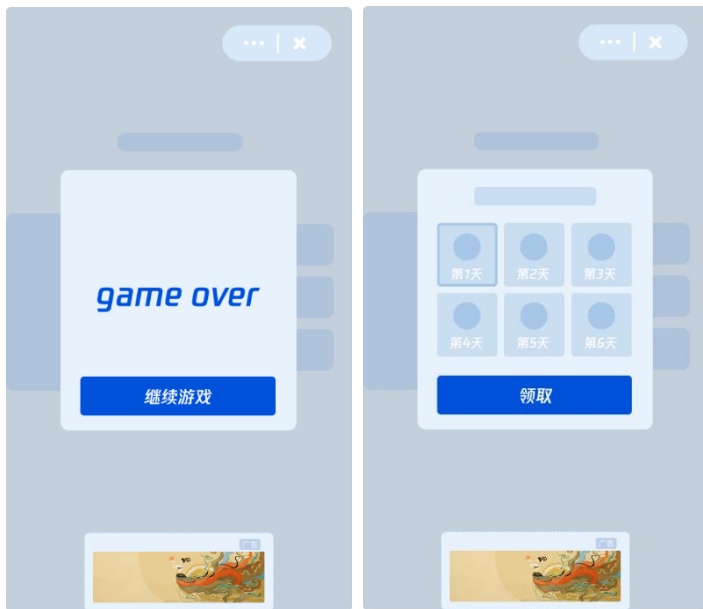 game over
继续游戏
广告
第1天
第2天
第3天
第4天
第5天
第6天
领取
广告